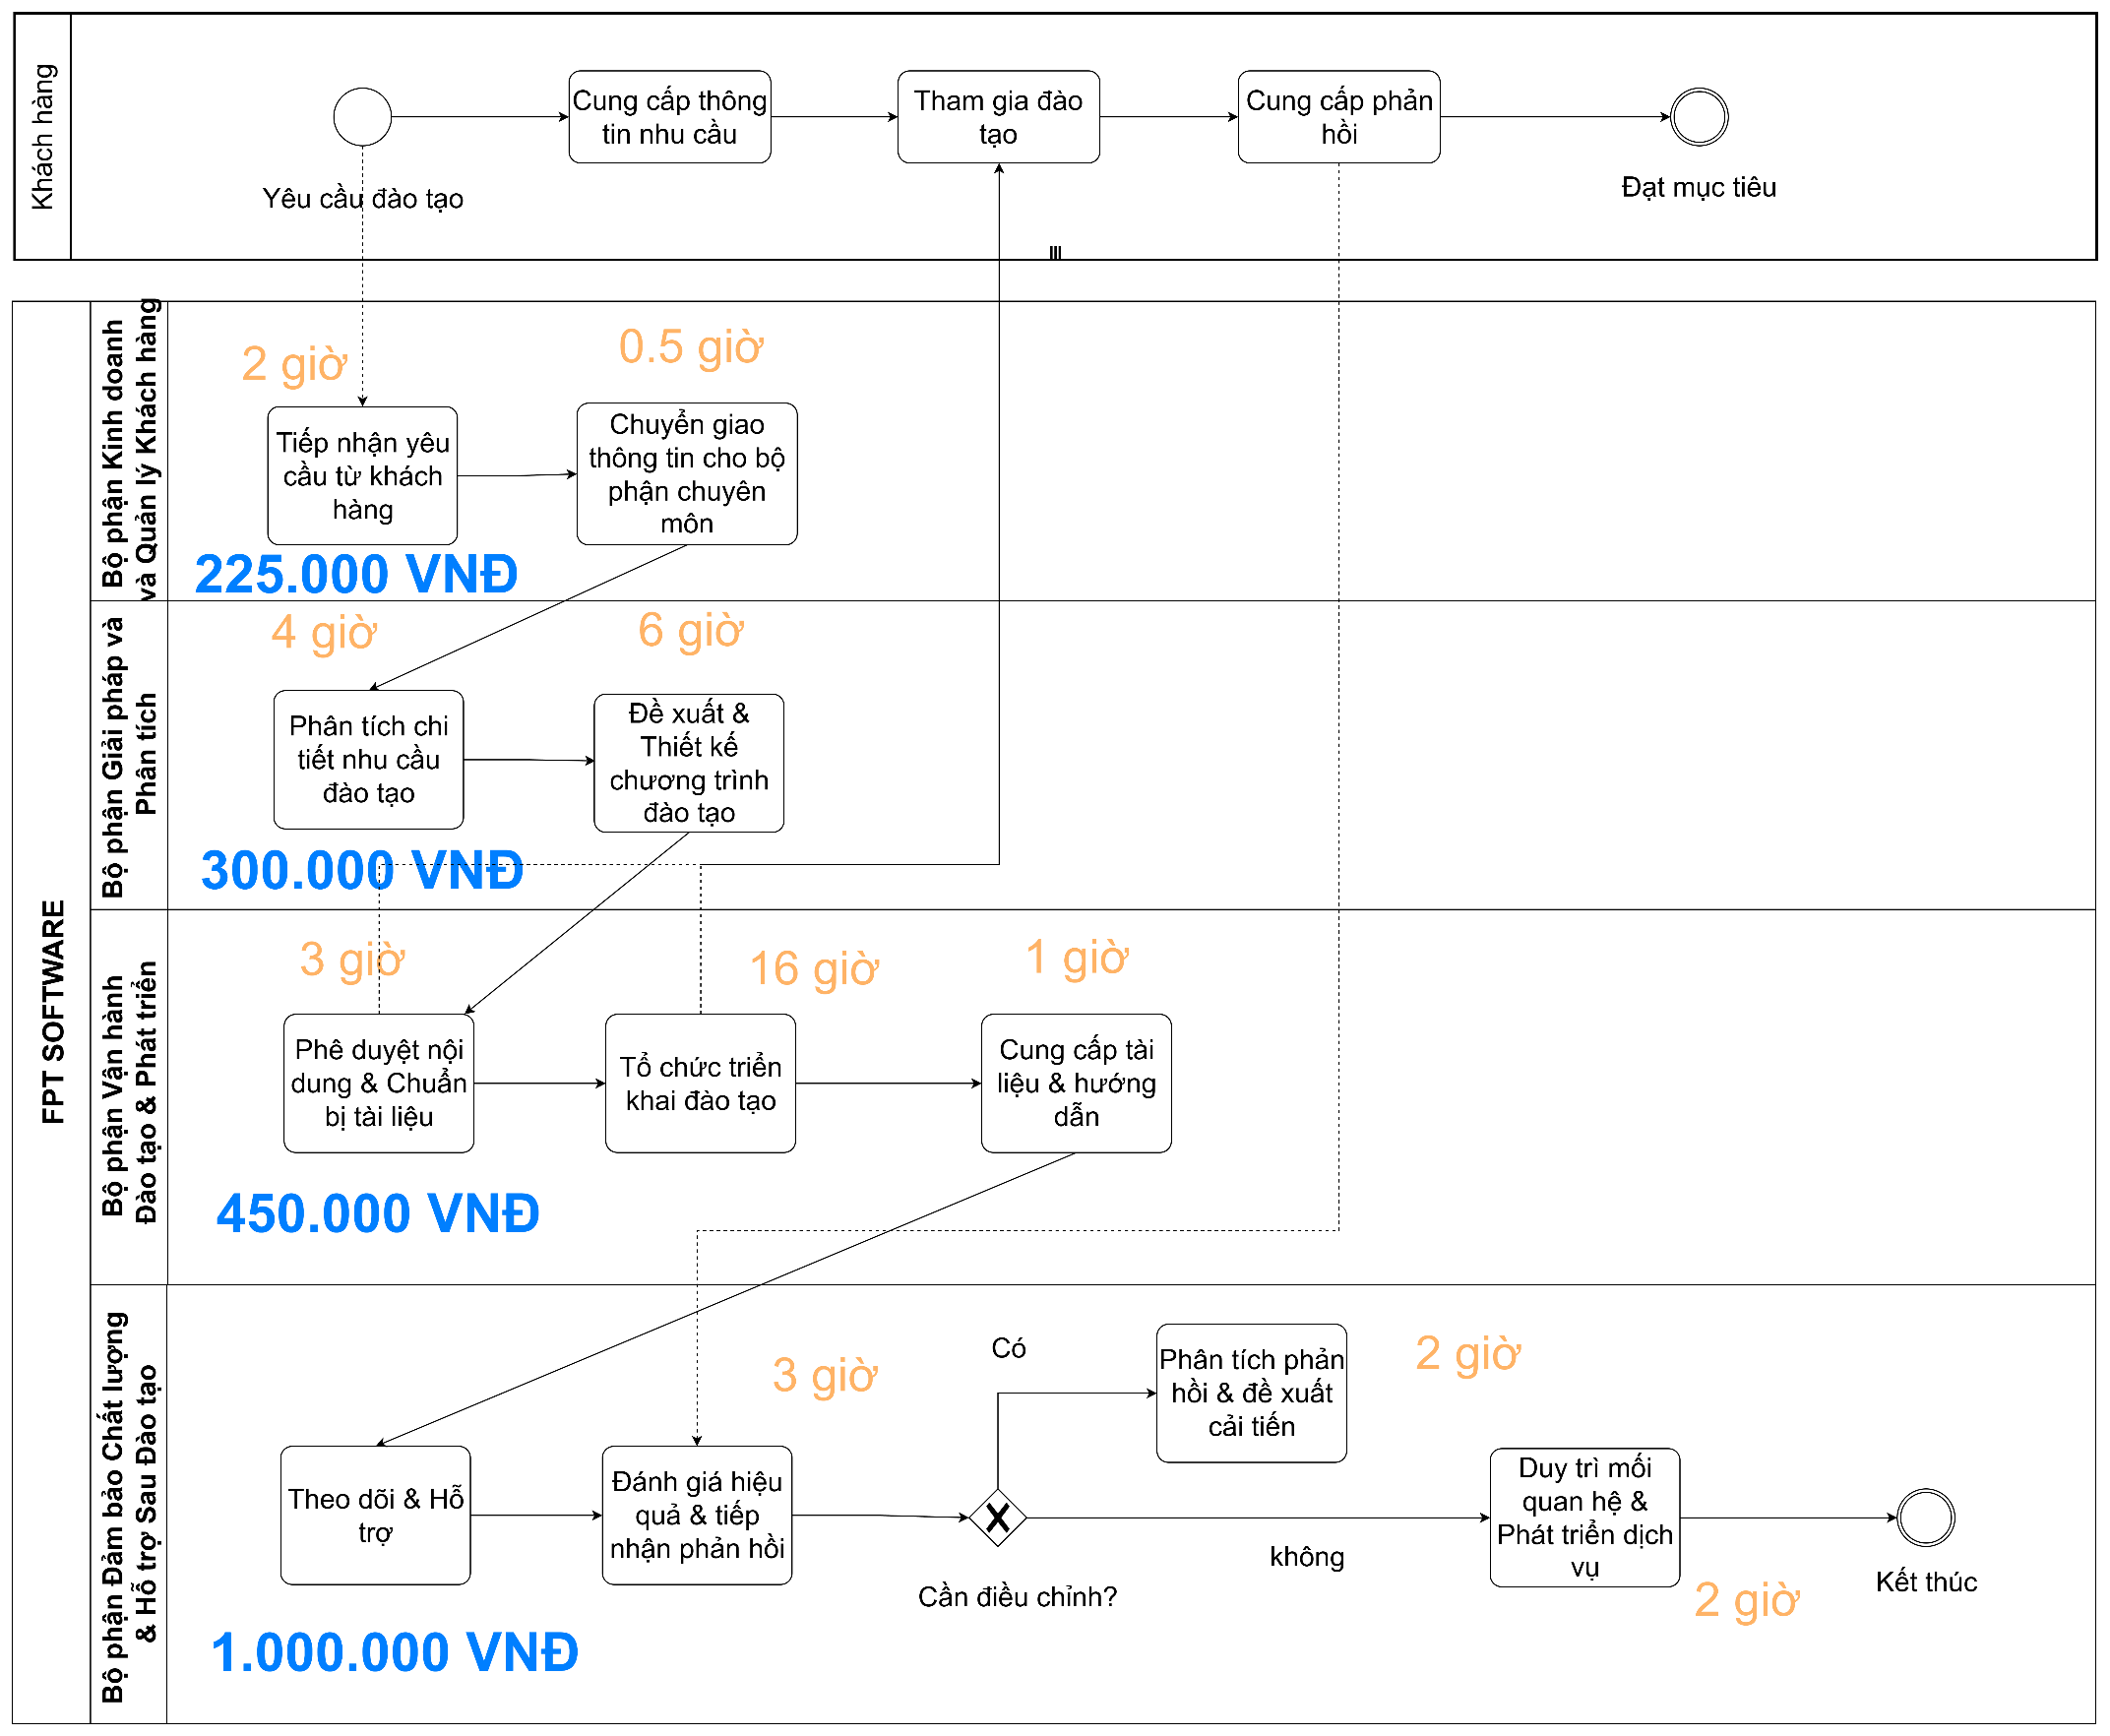 Khách hàng
Cung cấp thông
tin nhu cầu
Tham gia đào
tạo
Cung cấp phản
hồi
Yêu cầu đào tạo
Đạt mục tiêu
FPT SOFTWARE
Bộ phận Kinh doanh
và Quản lý Khách hàng
2 giờ
0.5 giờ
Tiếp nhận yêu
cầu từ khách
hàng
Chuyển giao
thông tin cho bộ
phận chuyên
môn
225.000 VNĐ
Bộ phận Giải pháp và
Phân tích
4 giờ
6 giờ
Phân tích chi
tiết nhu cầu
đào tạo
Đề xuất &
Thiết kế
chương trình
đào tạo
300.000 VNĐ
Bộ phận Vận hành
Đào tạo & Phát triển
3 giờ
16 giờ
1 giờ
Phê duyệt nội
dung & Chuẩn
bị tài liệu
Tổ chức triển
khai đào tạo
Cung cấp tài
liệu & hướng
dẫn
450.000 VNĐ
Bộ phận Đảm bảo Chất lượng
& Hỗ trợ Sau Đào tạo
3 giờ
Có
2 giờ
Phân tích phản
hồi & đề xuất
cải tiến
Theo dõi & Hỗ
trợ
Đánh giá hiệu
quả & tiếp
nhận phản hồi
Cần điều chỉnh?
không
Duy trì mối
quan hệ &
Phát triển dịch
vụ
2 giờ
Kết thúc
1.000.000 VNĐ